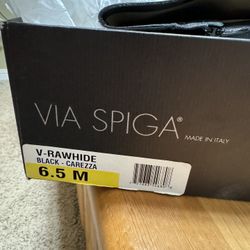 VIA SPIGA®
MADE IN ITALY
V-RAWHIDE
BLACK - CAREZZA
6.5 M